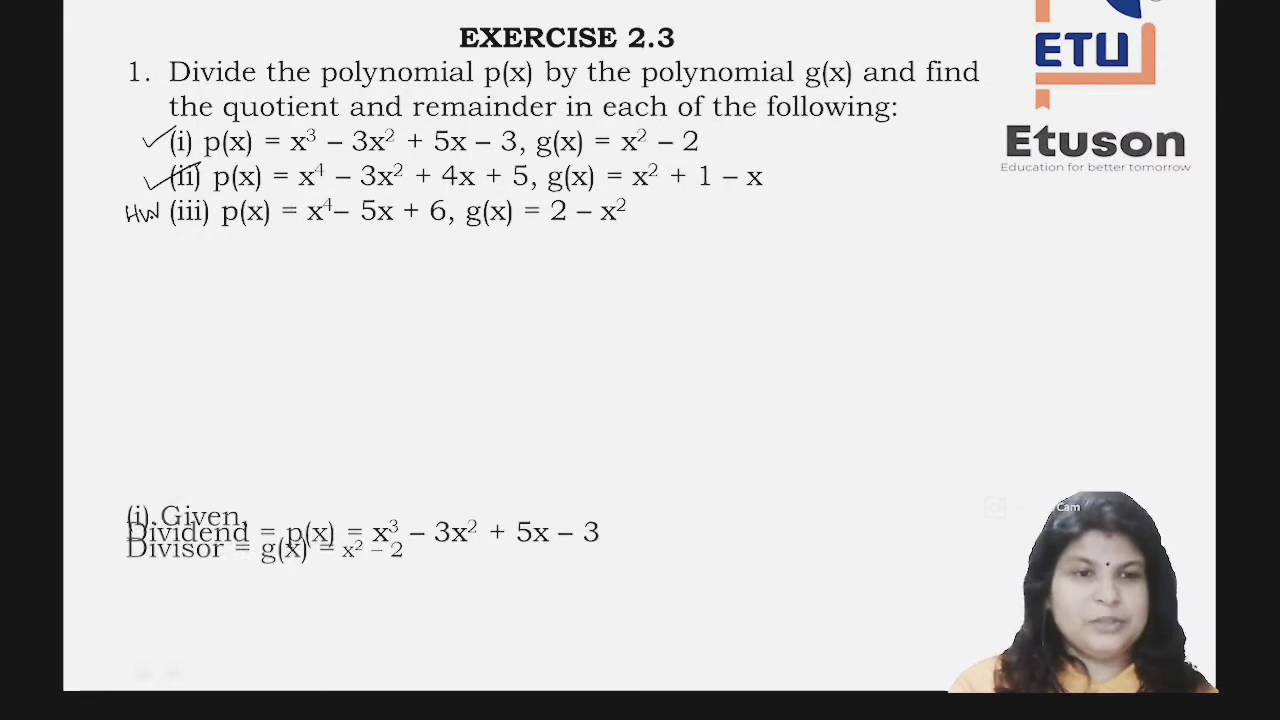 EXERCISE 2.3
1. Divide the polynomial p(x) by the polynomial g(x) and find
the quotient and remainder in each of the following:
(i) p(x) = x³ – 3x² + 5x – 3, g(x) = x² – 2
(ii) p(x) = x⁴ – 3x² + 4x + 5, g(x) = x² + 1 – x
HW (iii) p(x) = x⁴– 5x + 6, g(x) = 2 – x²
ETU
Etuson
Education for better tomorrow
(i) Given,
Dividend = p(x) = x³ – 3x² + 5x – 3
Divisor = g(x) = x² – 2
Cam